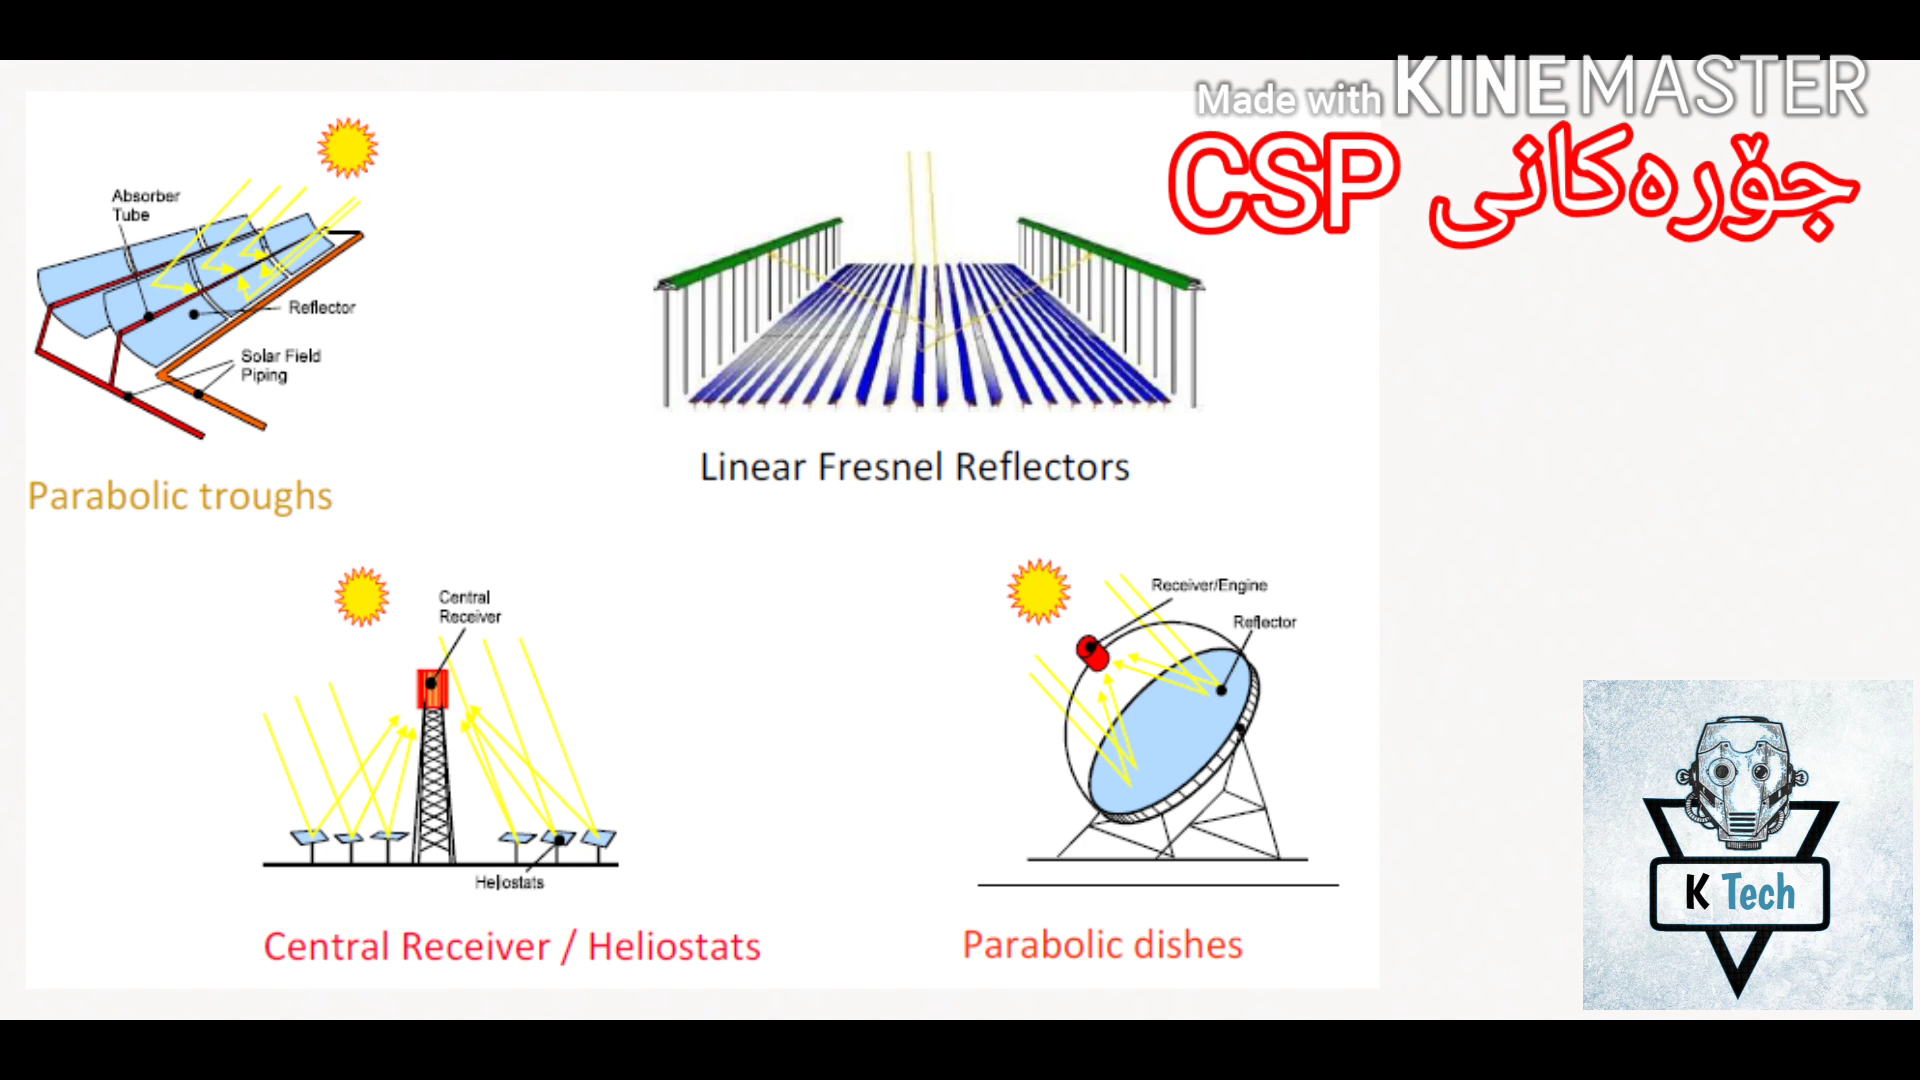 Made with KINEMASTER
جۆرەکانی CSP
Absorber
Tube
Reflector
Solar Field
Piping
Parabolic troughs
Linear Fresnel Reflectors
Central
Receiver
Heliostats
Central Receiver / Heliostats
Receiver/Engine
Reflector
Parabolic dishes
K Tech